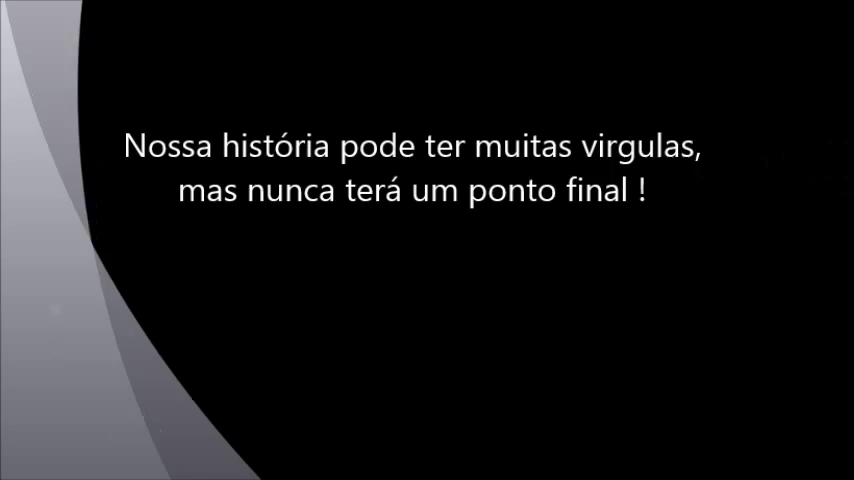 Nossa história pode ter muitas virgulas,
mas nunca terá um ponto final !